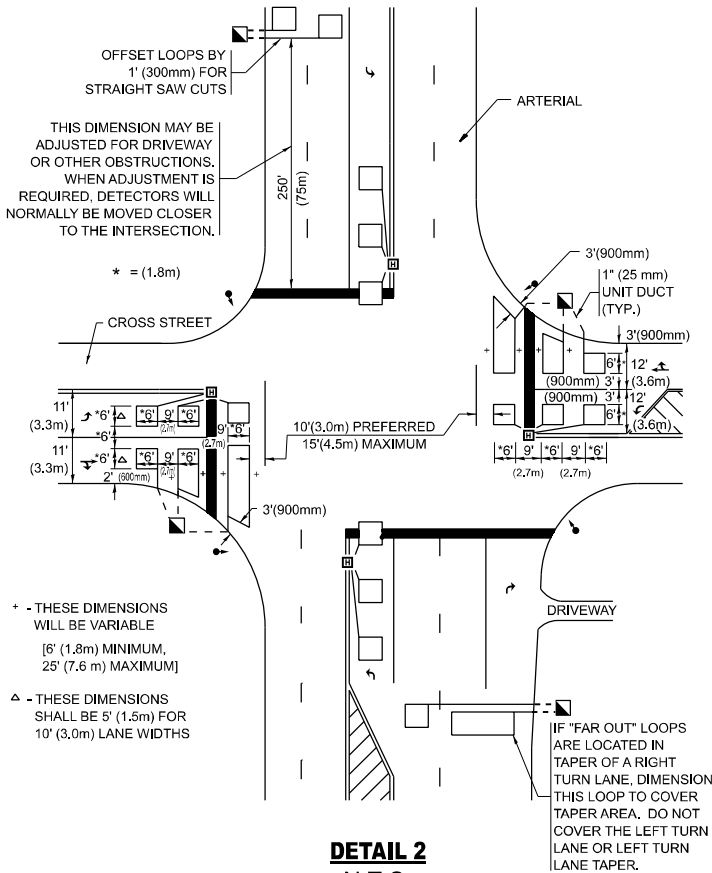 OFFSET LOOPS BY
1' (300mm) FOR
STRAIGHT SAW CUTS
THIS DIMENSION MAY BE
ADJUSTED FOR DRIVEWAY
OR OTHER OBSTRUCTIONS.
WHEN ADJUSTMENT IS
REQUIRED, DETECTORS WILL
NORMALLY BE MOVED CLOSER
TO THE INTERSECTION.
* = (1.8m)
250'
(75m)
ARTERIAL
CROSS STREET
H
3'(900mm)
1" (25 mm)
UNIT DUCT
(TYP.)
3'(900mm)
+ + + +
6'*
12'
(3.6m)
(900mm) 3'
(900mm) 3'
6'*
12'
(3.6m)
H
*6' 9' *6' 9' *6'
(2.7m) (2.7m)
10'(3.0m) PREFERRED
15'(4.5m) MAXIMUM
H
11'
(3.3m)
*6' △ *6' 9' *6'
(2.7m)
*6'
9'
(2.7m) *6'
11'
(3.3m)
*6' △ *6' 9' *6'
(2.7m)
+ + +
2' (600mm)
3'(900mm)
H
DRIVEWAY
+ - THESE DIMENSIONS
WILL BE VARIABLE
[6' (1.8m) MINIMUM,
25' (7.6 m) MAXIMUM]
△ - THESE DIMENSIONS
SHALL BE 5' (1.5m) FOR
10' (3.0m) LANE WIDTHS
IF "FAR OUT" LOOPS
ARE LOCATED IN
TAPER OF A RIGHT
TURN LANE, DIMENSION
THIS LOOP TO COVER
TAPER AREA. DO NOT
COVER THE LEFT TURN
LANE OR LEFT TURN
LANE TAPER.
DETAIL 2